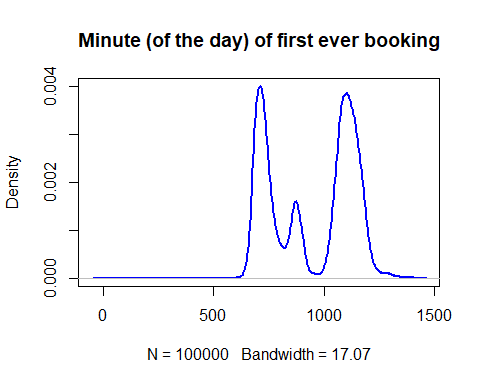 Minute (of the day) of first ever booking
Density
0.004
0.002
0.000
0 500 1000 1500
N = 100000 Bandwidth = 17.07